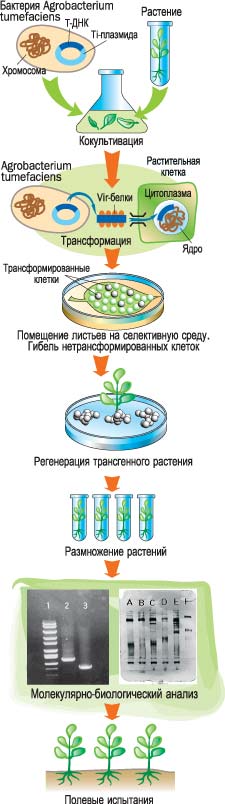 Бактерия Agrobacterium
tumefaciens
Растение
Т-ДНК
Ti-плазмида
Хромосома
Кокультивация
Agrobacterium
tumefaciens
Растительная
клетка
Vir-белки
Цитоплазма
Трансформация
Ядро
Трансформированные
клетки
Помещение листьев на селективную среду.
Гибель нетрансформированных клеток
Регенерация трансгенного растения
Размножение растений
1 2 3
A B C D E F
Молекулярно-биологический анализ
Полевые испытания